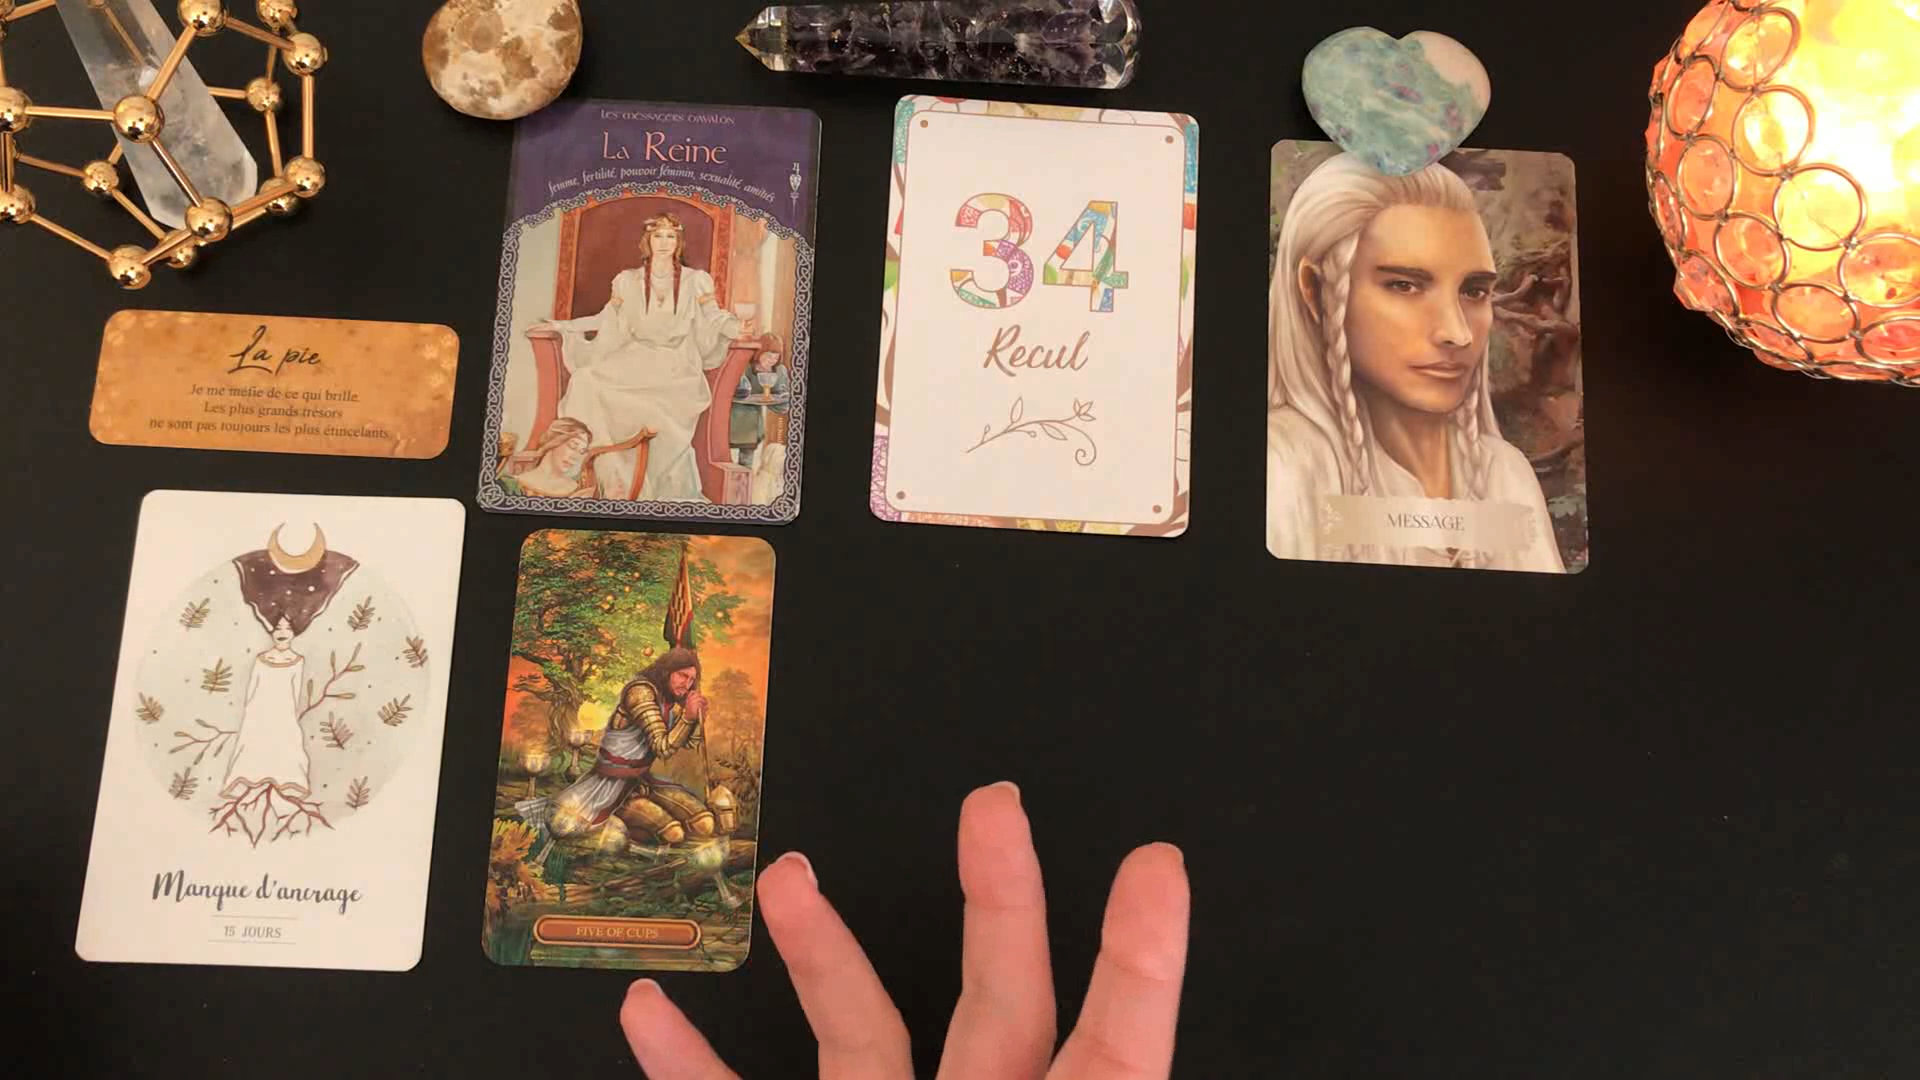 LES MESSAGERS D'AVALON
La Reine
femme, fertilité, pouvoir féminin, sexualité, amitiés
34
Recul
MESSAGE
La pie
Je me méfie de ce qui brille.
Les plus grands trésors
ne sont pas toujours les plus étincelants.
Manque d'ancrage
15 JOURS
FIVE OF CUPS